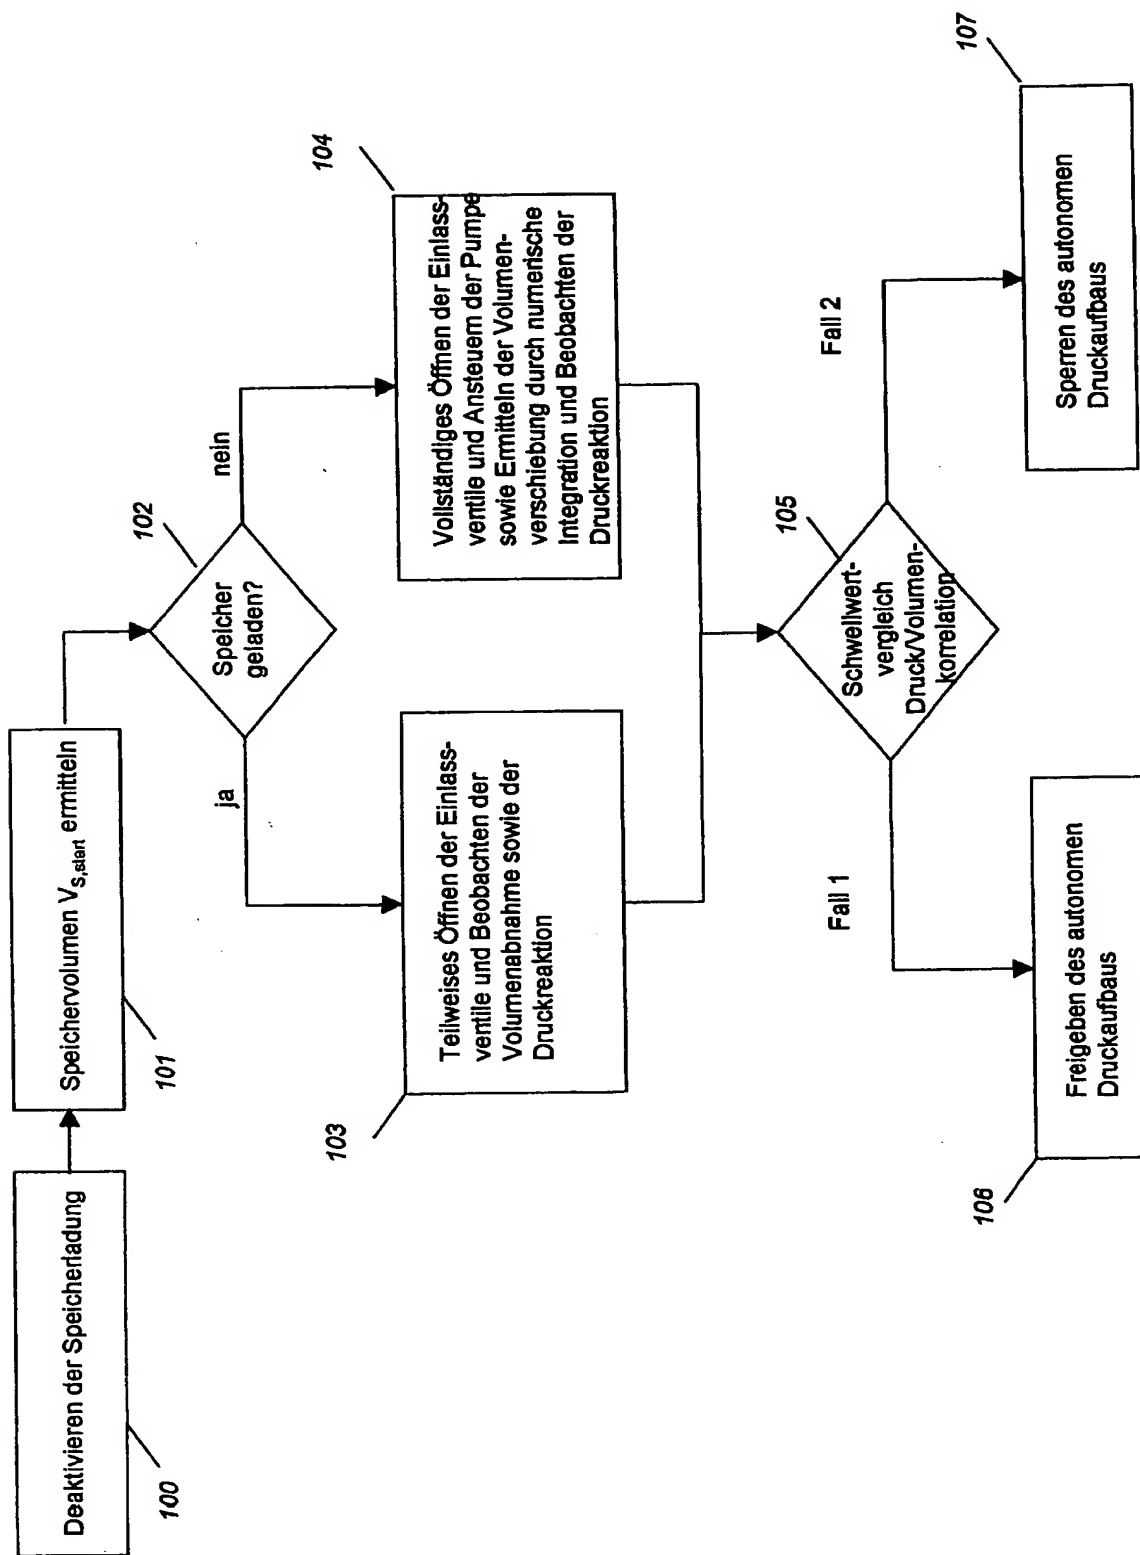 Deaktivieren der Speicherladung
100
Speichervolumen VS,start ermitteln
101
102
Speicher
geladen?
ja
nein
103
Teilweises Öffnen der Einlass-
ventile und Beobachten der
Volumenabnahme sowie der
Druckreaktion
104
Vollständiges Öffnen der Einlass-
ventile und Ansteuern der Pumpe
sowie Ermitteln der Volumen-
verschiebung durch numerische
Integration und Beobachten der
Druckreaktion
105
Schwellwert-
vergleich
Druck/Volumen-
korrelation
Fall 1
Fall 2
106
Freigeben des autonomen
Druckaufbaus
107
Sperren des autonomen
Druckaufbaus